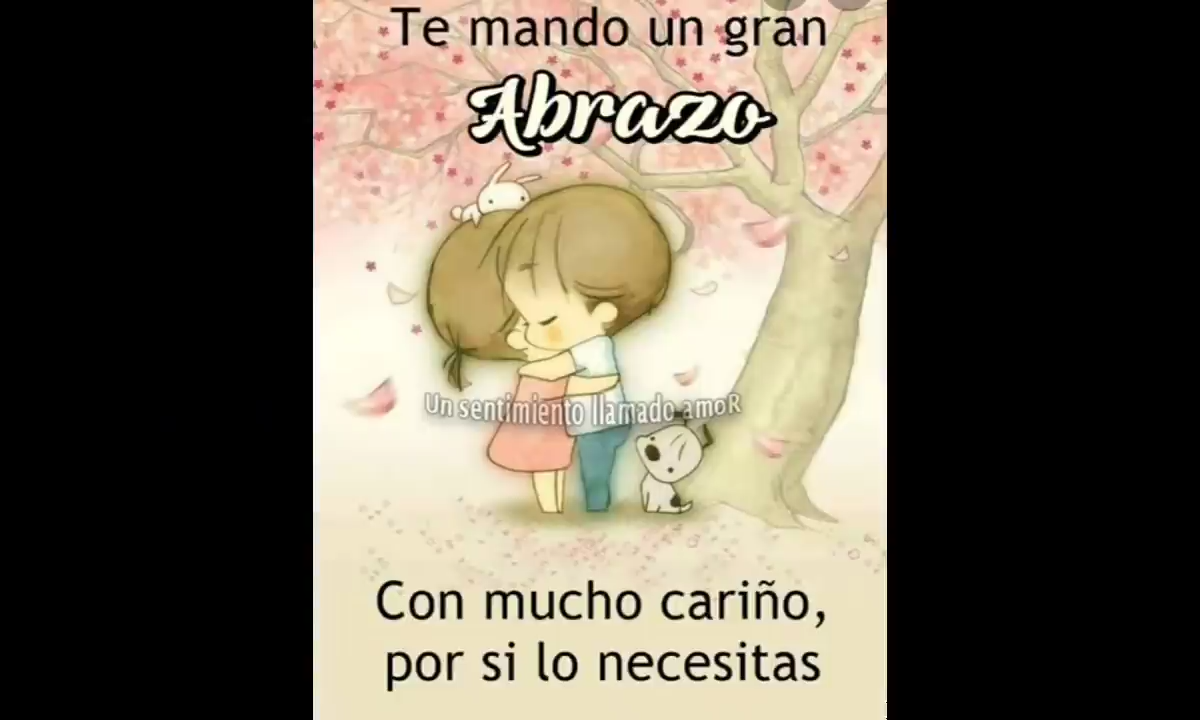 Te mando un gran
Abrazo
Un sentimiento llamado amoR
Con mucho cariño,
por si lo necesitas